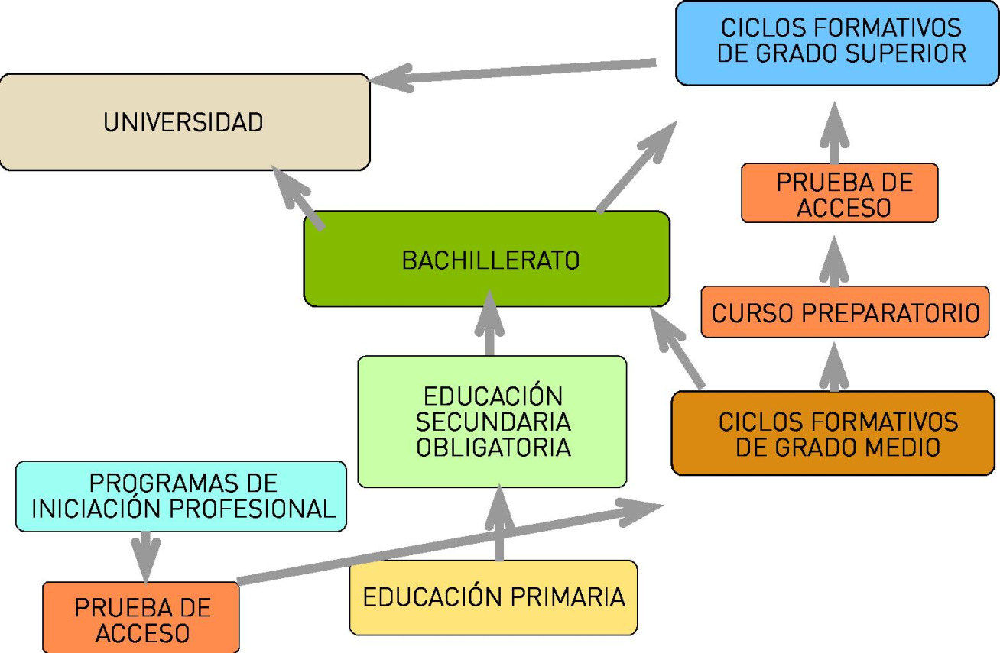 CICLOS FORMATIVOS
DE GRADO SUPERIOR
UNIVERSIDAD
PRUEBA DE
ACCESO
BACHILLERATO
CURSO PREPARATORIO
EDUCACIÓN
SECUNDARIA
OBLIGATORIA
CICLOS FORMATIVOS
DE GRADO MEDIO
PROGRAMAS DE
INICIACIÓN PROFESIONAL
EDUCACIÓN PRIMARIA
PRUEBA DE
ACCESO